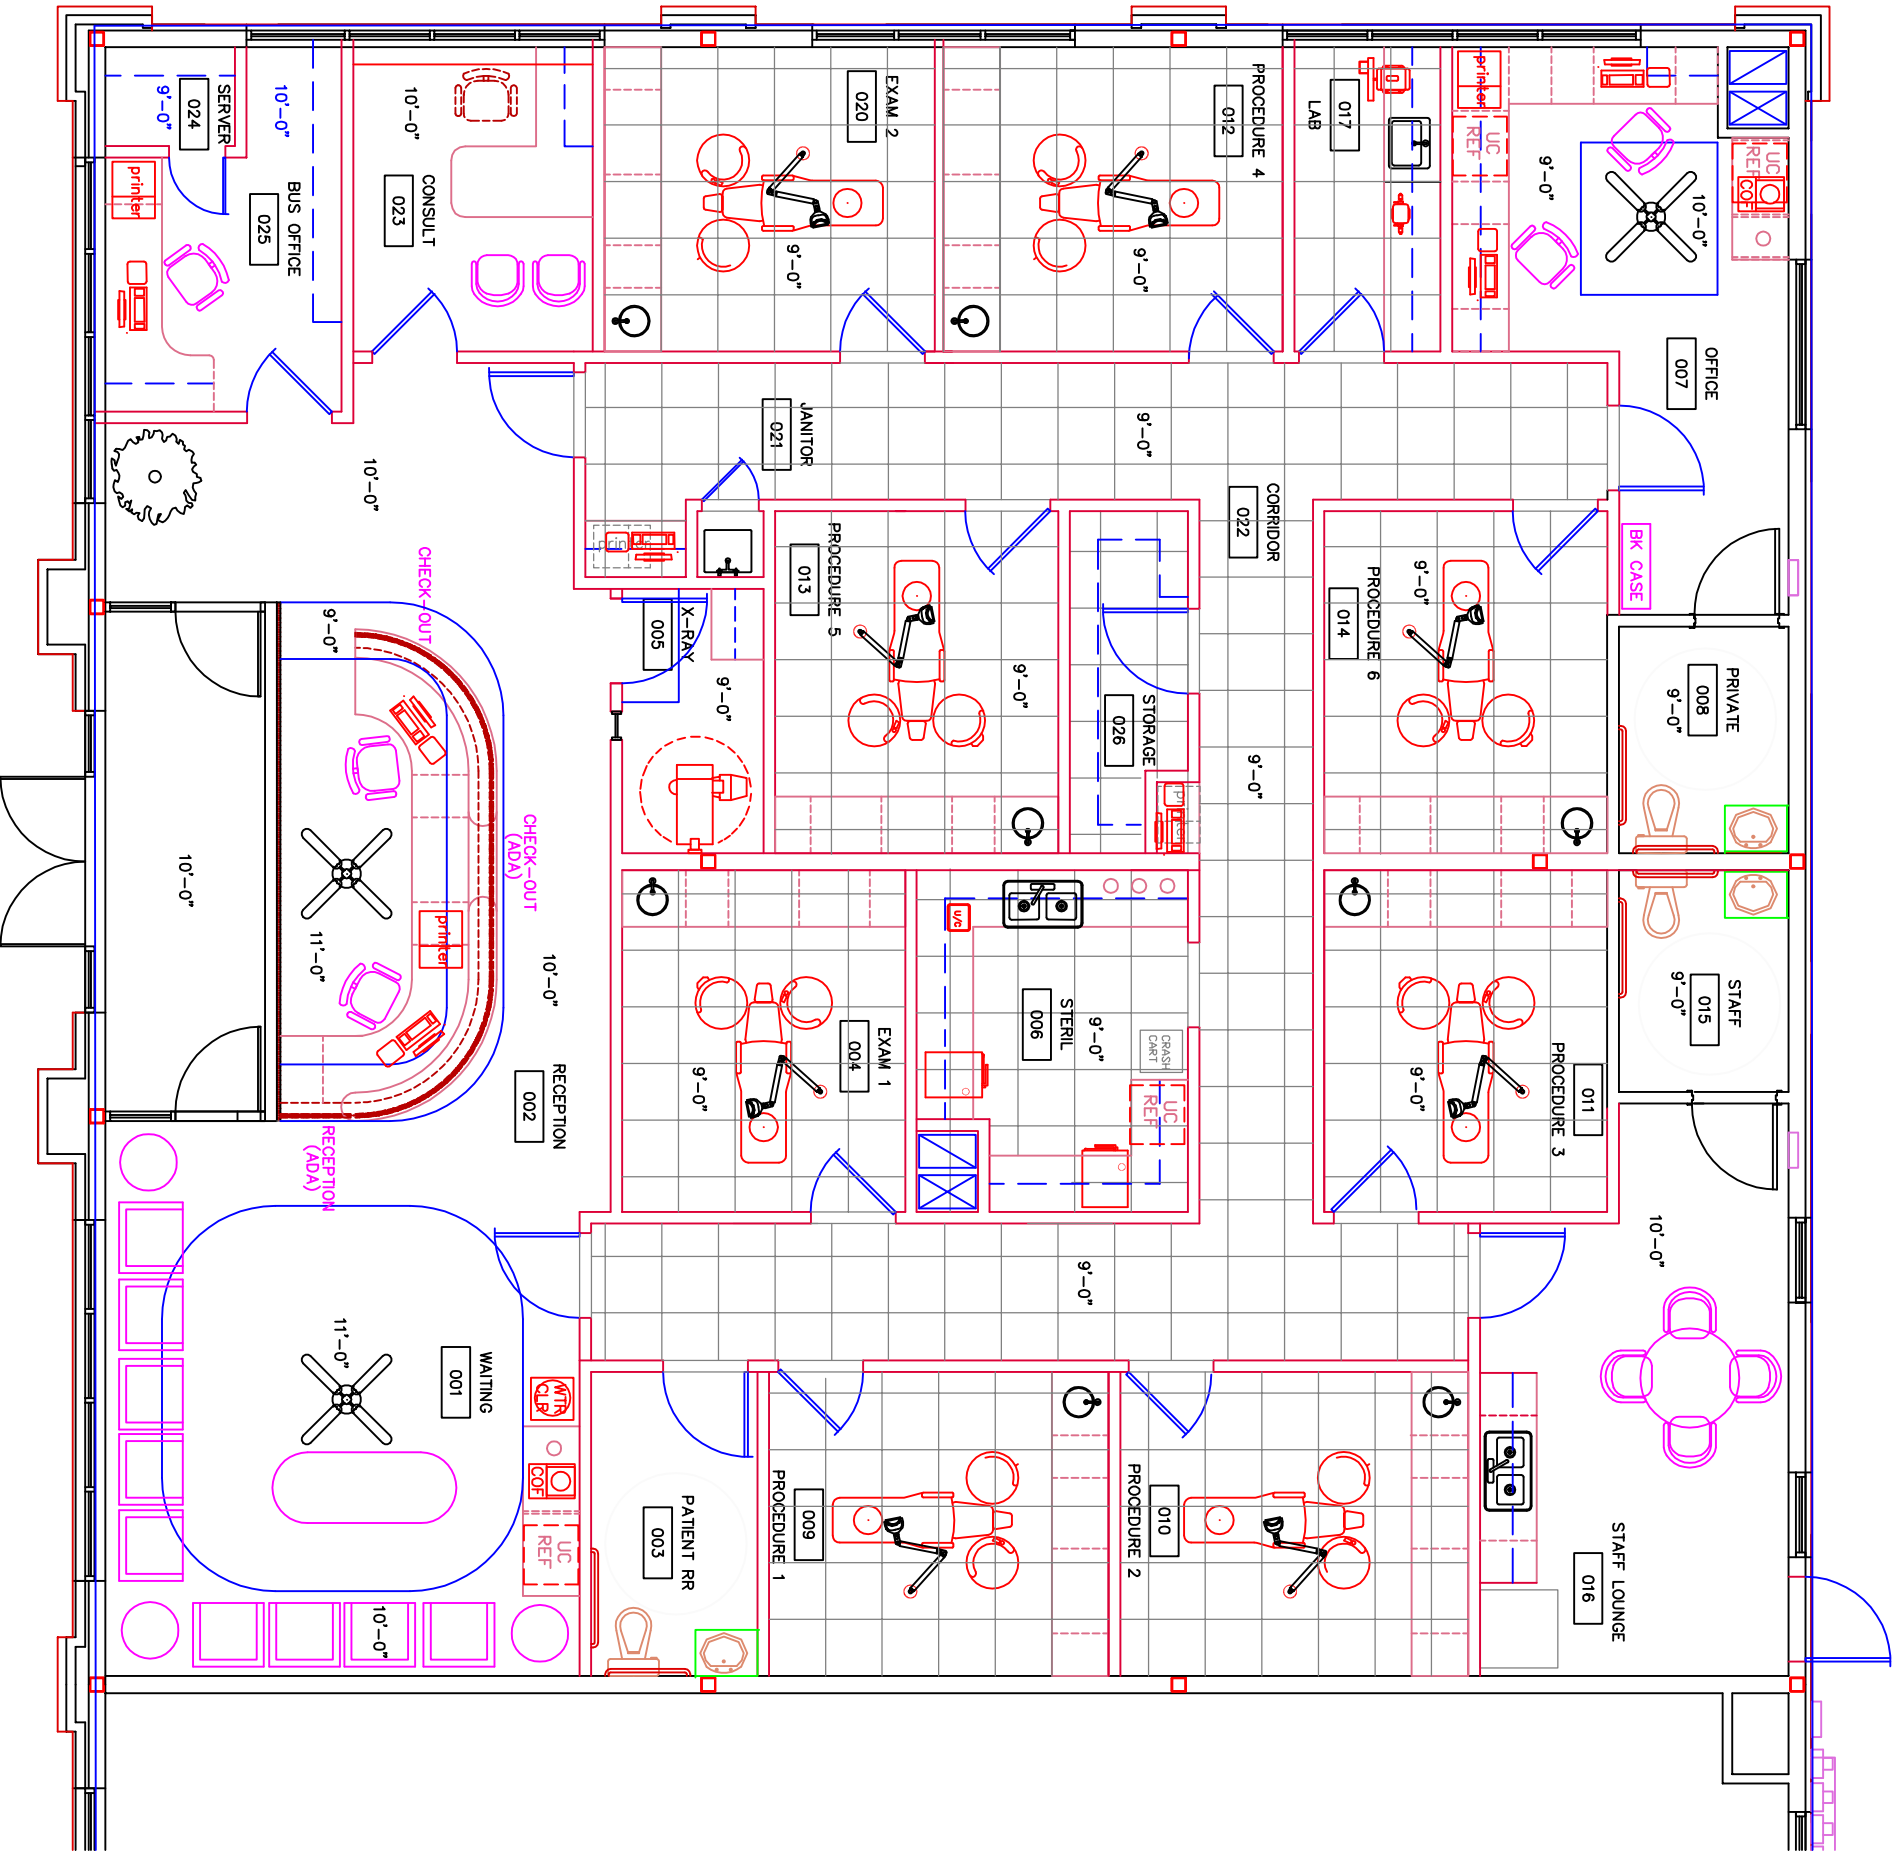 SERVER
024
9'-0"
10'-0"
BUS OFFICE
025
printer
CONSULT
023
10'-0"
EXAM 2
020
9'-0"
PROCEDURE 4
012
9'-0"
LAB
017
printer
UC
REF
UC
REF
COF
9'-0"
10'-0"
OFFICE
007
BK CASE
JANITOR
021
9'-0"
CORRIDOR
022
10'-0"
CHECK-OUT
9'-0"
printer
X-RAY
005
9'-0"
PROCEDURE 5
013
9'-0"
STORAGE
026
printer
9'-0"
PROCEDURE 6
014
9'-0"
PRIVATE
008
9'-0"
STAFF
015
9'-0"
CHECK-OUT
(ADA)
printer
11'-0"
10'-0"
10'-0"
RECEPTION
002
RECEPTION
(ADA)
EXAM 1
004
9'-0"
U/C
STERIL
006
9'-0"
CRASH
CART
UC
REF
PROCEDURE 3
011
9'-0"
9'-0"
10'-0"
STAFF LOUNGE
016
WAITING
001
11'-0"
WTR
CLR
COF
UC
REF
10'-0"
PATIENT RR
003
PROCEDURE 1
009
PROCEDURE 2
010